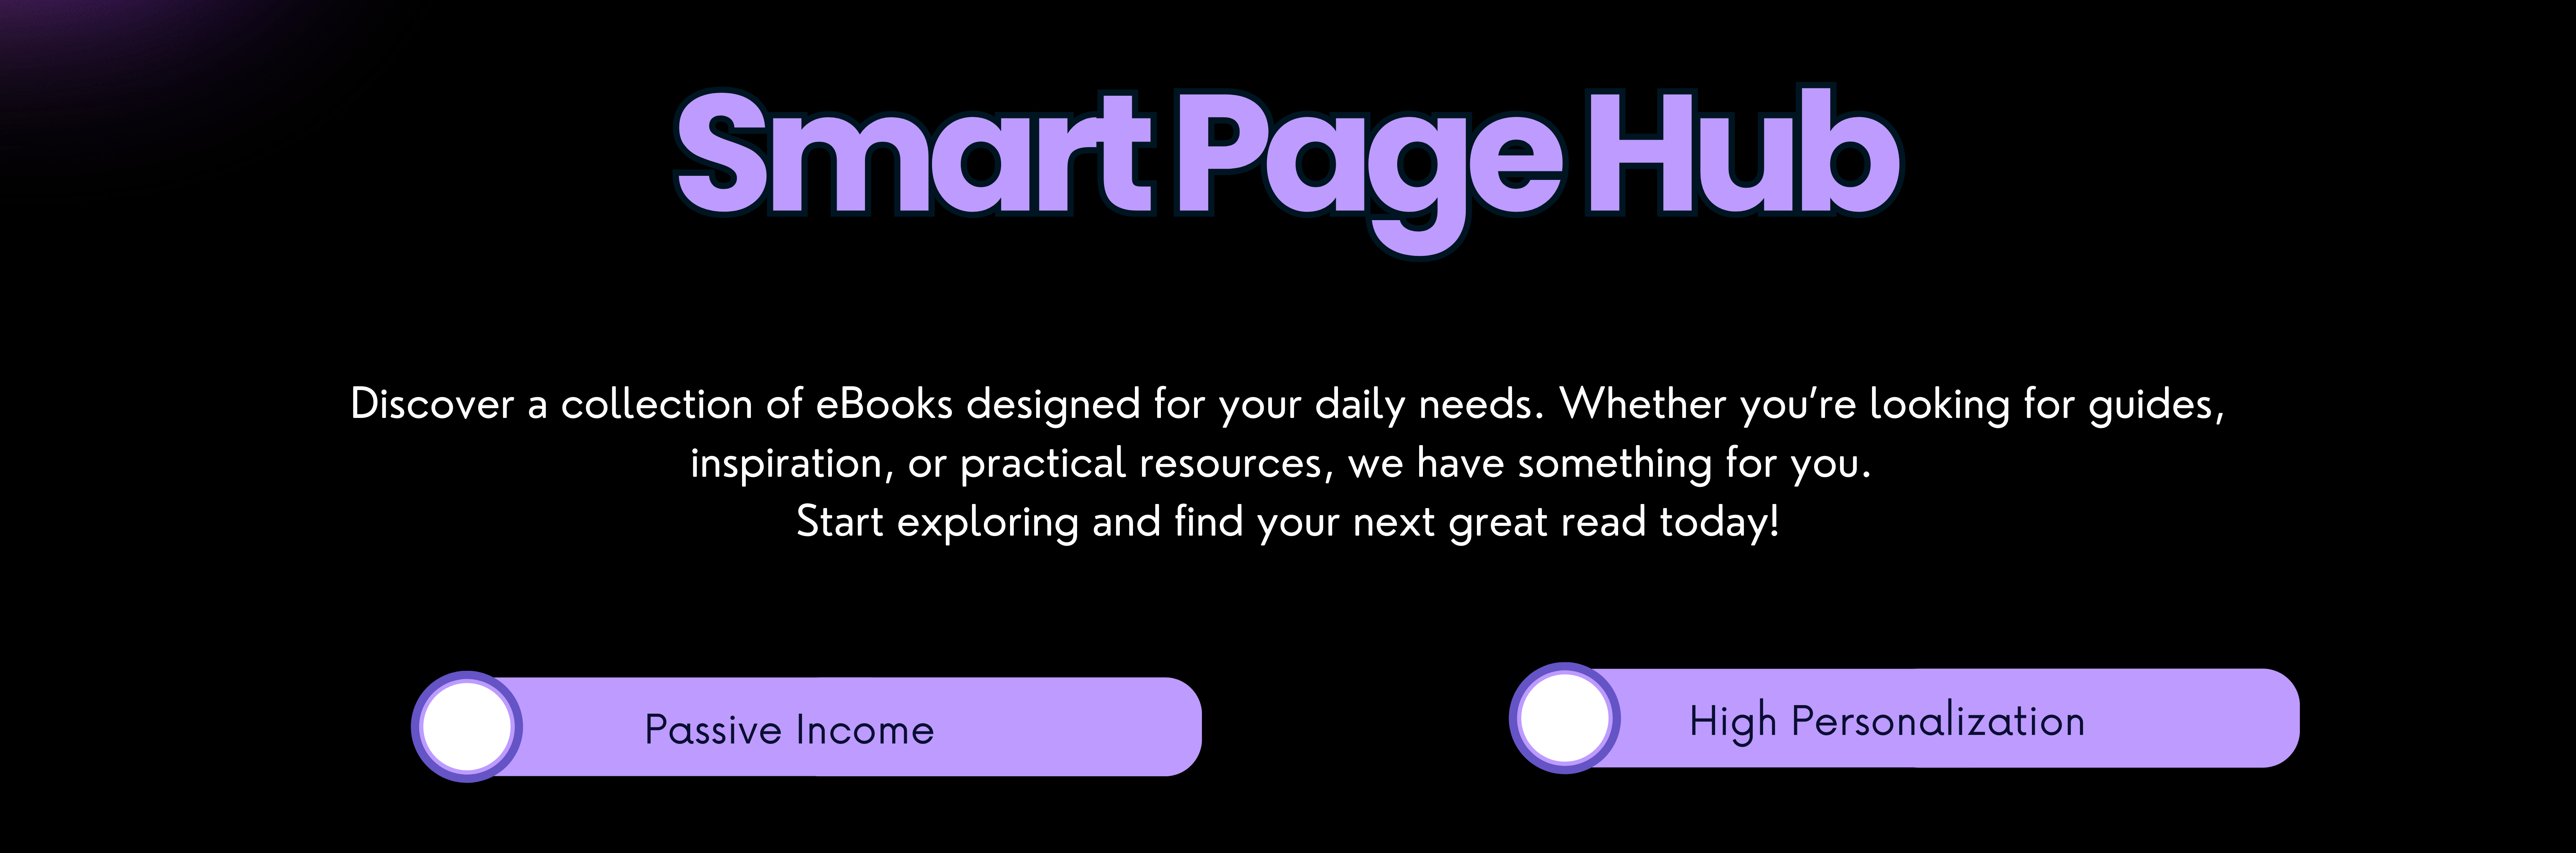 Smart Page Hub
Discover a collection of eBooks designed for your daily needs. Whether you’re looking for guides,
inspiration, or practical resources, we have something for you.
Start exploring and find your next great read today!
Passive Income
High Personalization